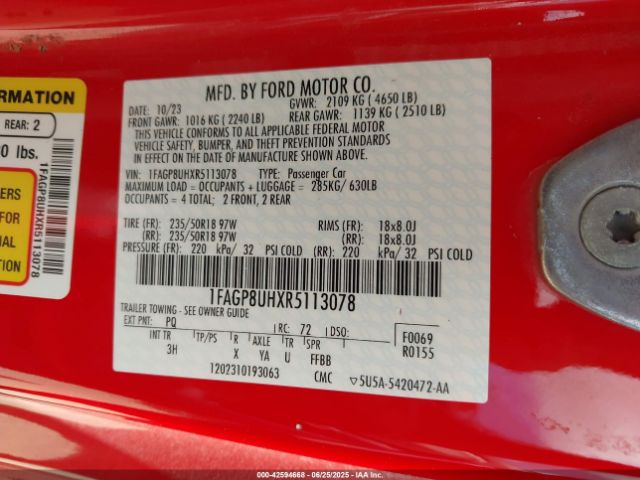 ORMATION
REAR: 2
0 lbs.
ERS
FOR
NAL
ION
1FAGP8UHXR5113078
MFD. BY FORD MOTOR CO.
10/23 GVWR: 2109 KG ( 4650 LB)
FRONT GAWR: 1016 KG ( 2240 LB) REAR GAWR: 1139 KG ( 2510 LB)
THIS VEHICLE CONFORMS TO ALL APPLICABLE FEDERAL MOTOR
VEHICLE SAFETY, BUMPER, AND THEFT PREVENTION STANDARDS
IN EFFECT ON THE DATE OF MANUFACTURE SHOWN ABOVE.
VIN: 1FAGP8UHXR5113078 TYPE: Passenger Car
MAXIMUM LOAD = OCCUPANTS + LUGGAGE = 285KG/ 630LB
OCCUPANTS = 4 TOTAL; 2 FRONT, 2 REAR
TIRE (FR): 235/50R18 97W RIMS (FR): 18x8.0J
(RR): 235/50R18 97W (RR): 18x8.0J
PRESSURE (FR): 220 kPa/ 32 PSI COLD (RR): 220 kPa/ 32 PSI COLD
1FAGP8UHXR5113078
TRAILER TOWING - SEE OWNER GUIDE
EXT PNT: PQ RC: 72 DSO:
F0069
R0155
INT TR TP/PS R AXLE TR SPR
3H X YA U FFBB
1202310193063 CMC 5U5A-5420472-AA
000-42594668 - 06/25/2025 - IAA Inc.